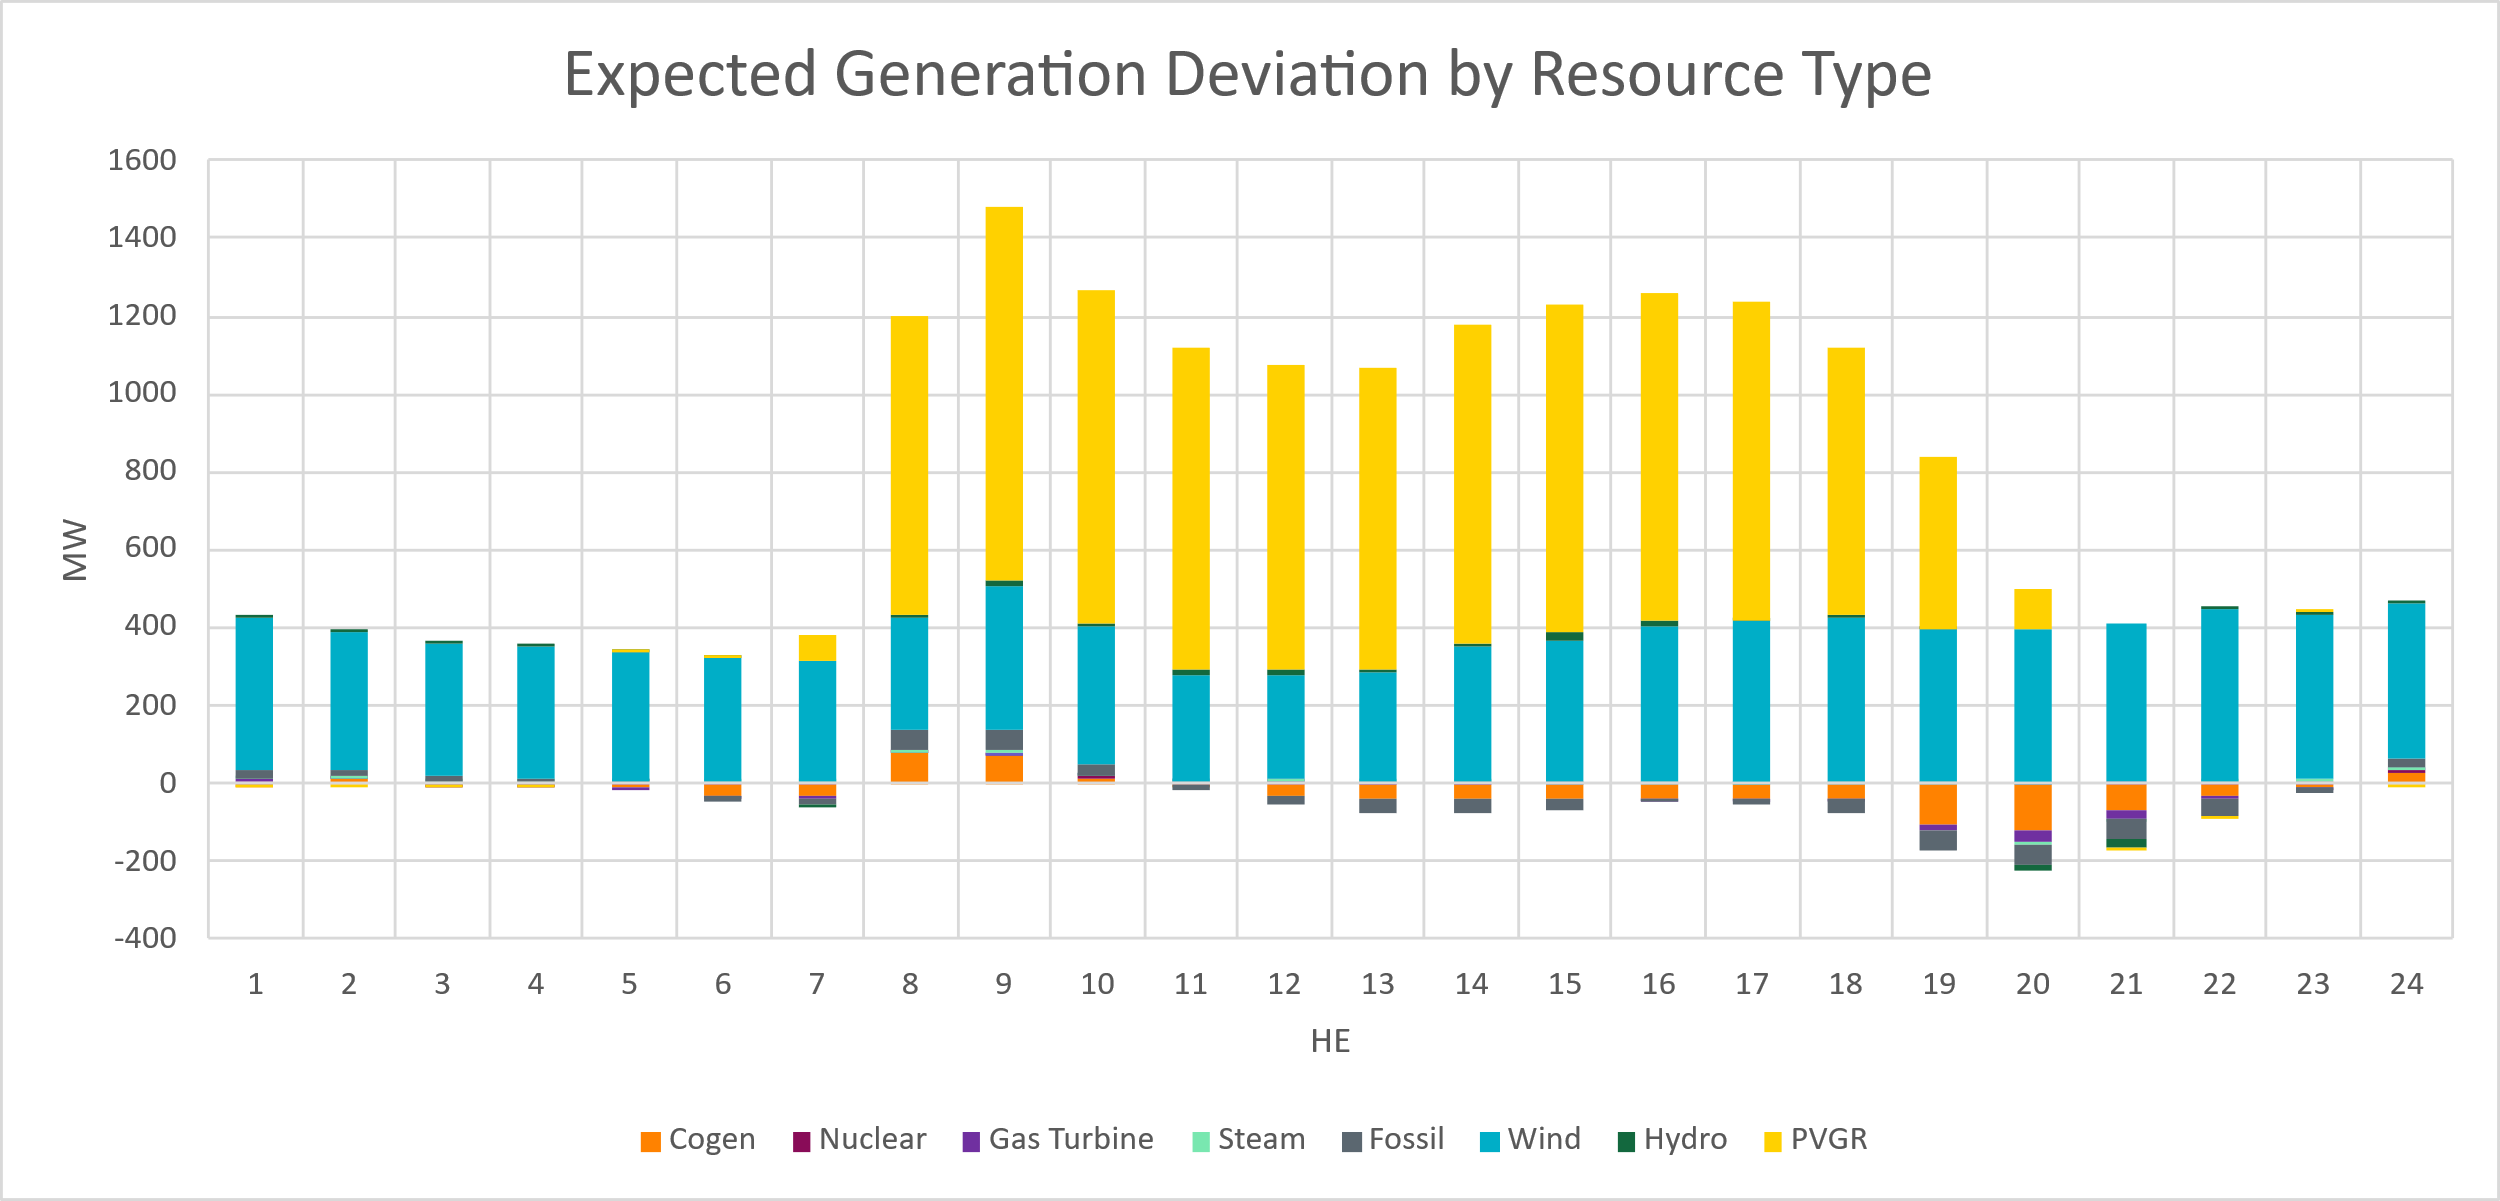 Expected Generation Deviation by Resource Type
1600
1400
1200
1000
800
600
400
200
0
-200
-400
MW
1 2 3 4 5 6 7 8 9 10 11 12 13 14 15 16 17 18 19 20 21 22 23 24
HE
Cogen Nuclear Gas Turbine Steam Fossil Wind Hydro PVGR